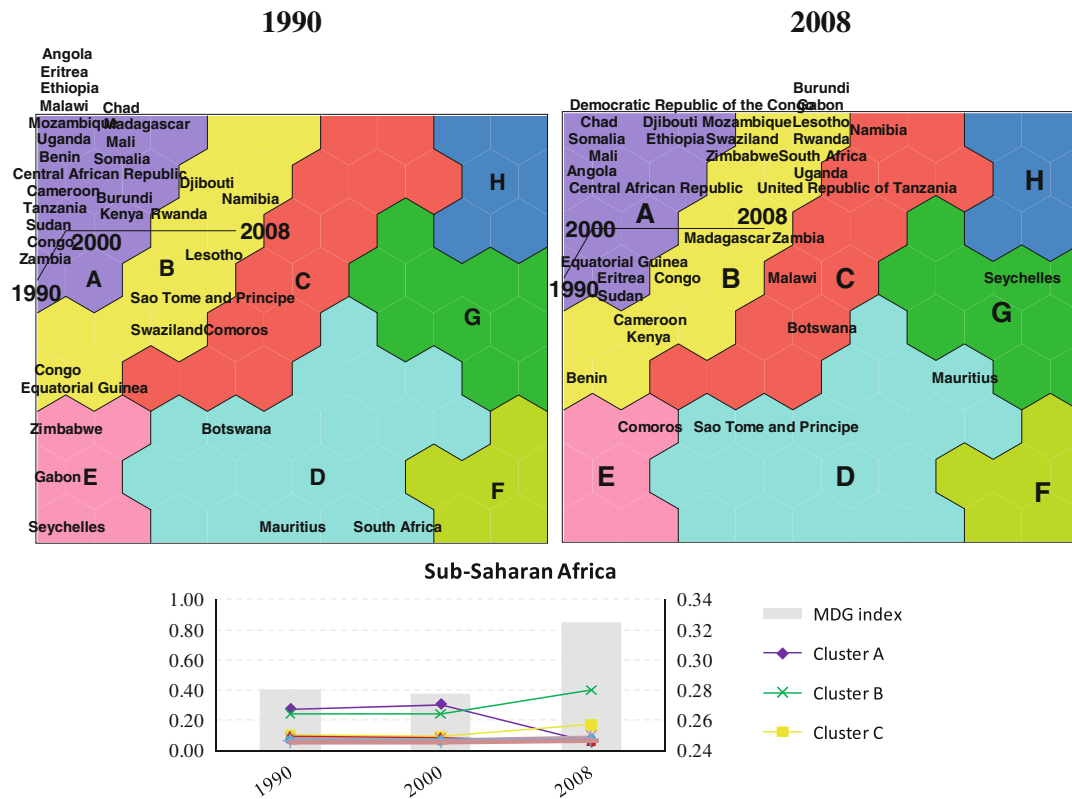 1990
2008
Angola
Eritrea
Ethiopia
Malawi
Chad
Mozambique
Madagascar
Uganda
Mali
Benin
Somalia
Central African Republic
Cameroon
Burundi
Djibouti
Tanzania
Kenya
Rwanda
Namibia
Sudan
Congo
2000
2008
Zambia
Lesotho
A
B
C
H
1990
Sao Tome and Principe
G
Swaziland
Comoros
Congo
Equatorial Guinea
Zimbabwe
Botswana
Gabon
E
D
F
Seychelles
Mauritius
South Africa
Burundi
Democratic Republic of the Congo
Gabon
Chad
Djibouti
Mozambique
Lesotho
Namibia
Somalia
Ethiopia
Swaziland
Rwanda
Mali
Zimbabwe
South Africa
Angola
Uganda
Central African Republic
United Republic of Tanzania
H
A
2008
2000
Madagascar
Zambia
Equatorial Guinea
1990
Eritrea
Congo
B
Malawi
C
Seychelles
Sudan
G
Cameroon
Kenya
Botswana
Benin
Mauritius
Comoros
Sao Tome and Principe
E
D
F
Sub-Saharan Africa
1.00
0.80
0.60
0.40
0.20
0.00
0.34
0.32
0.30
0.28
0.26
0.24
1990
2000
2008
MDG index
Cluster A
Cluster B
Cluster C